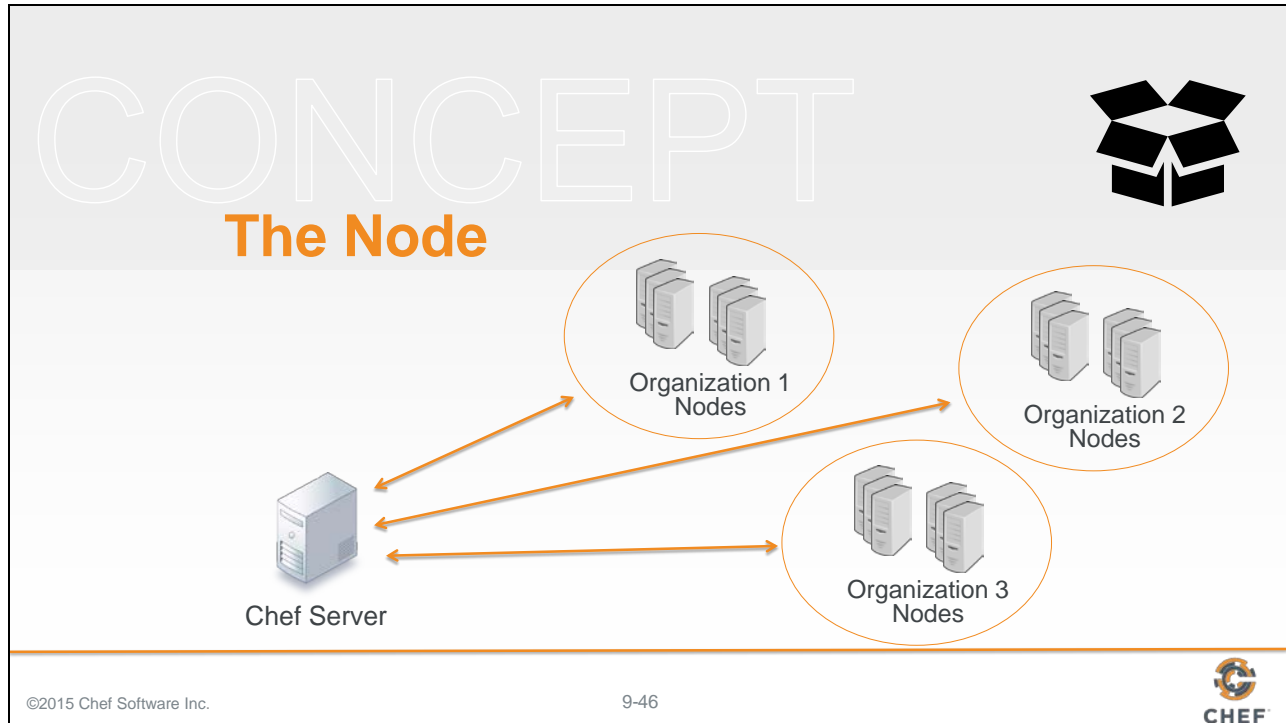 CONCEPT
The Node
Organization 1
Nodes
Organization 2
Nodes
Organization 3
Nodes
Chef Server
©2015 Chef Software Inc.
9-46
CHEF